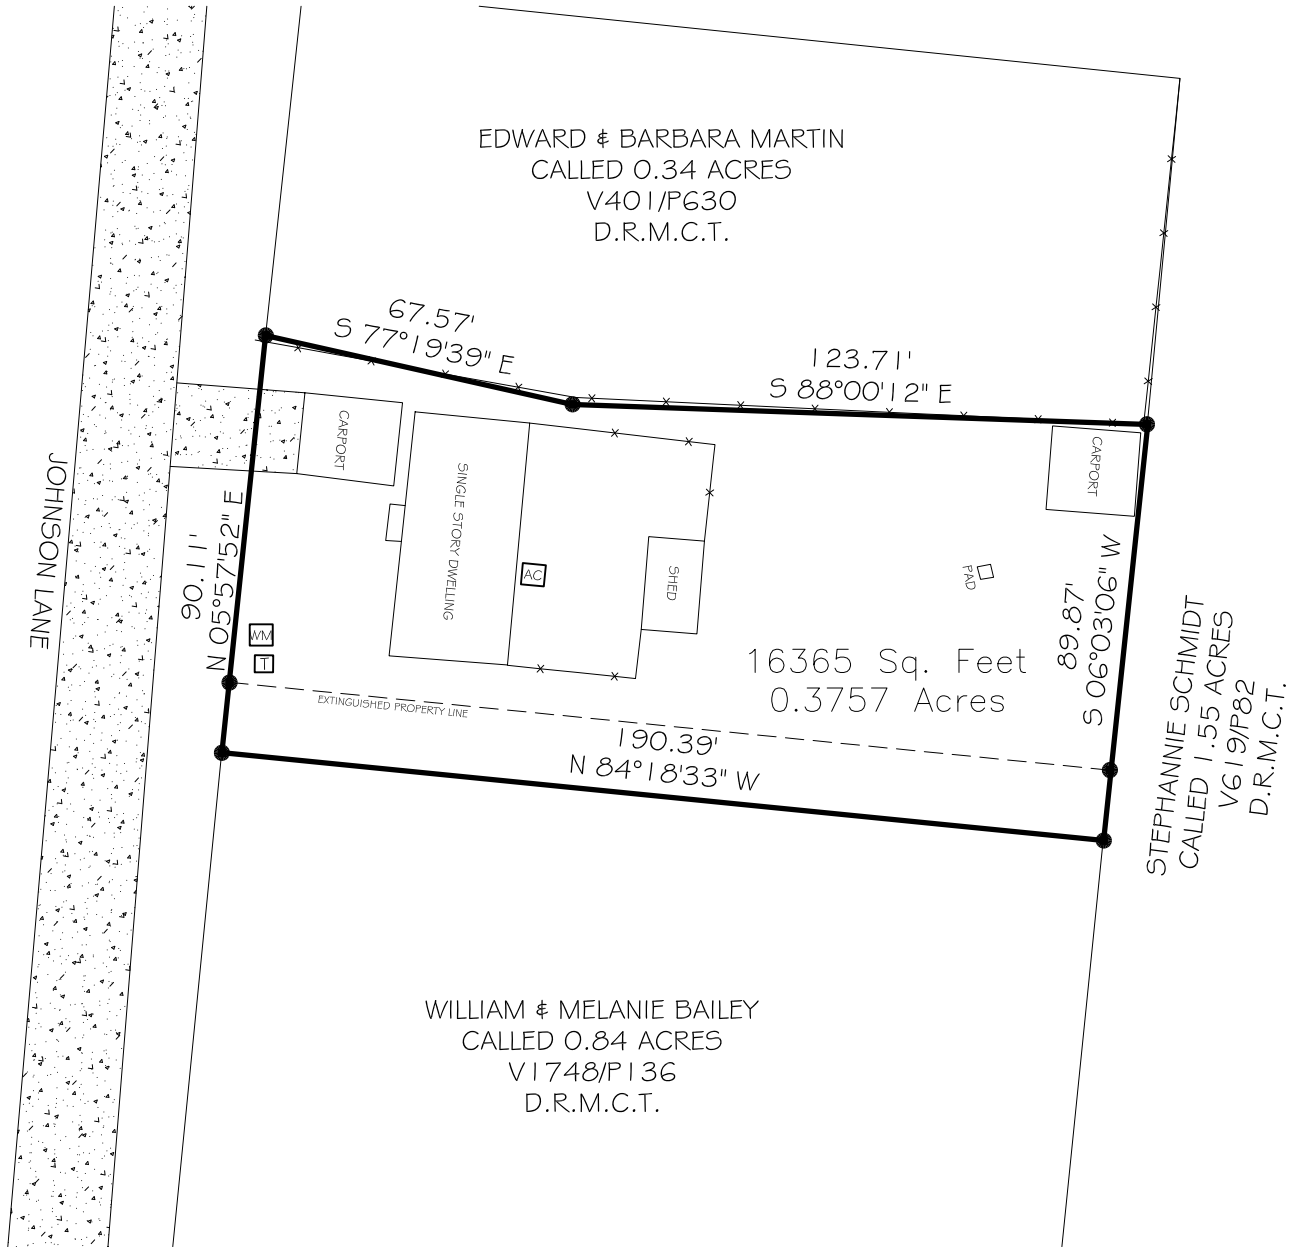 EDWARD & BARBARA MARTIN
CALLED 0.34 ACRES
V401/P630
D.R.M.C.T.
67.57'
S 77°19'39" E
123.71'
S 88°00'12" E
CARPORT
CARPORT
SINGLE STORY DWELLING
JOHNSON LANE
90.11'
N 05°57'52" E
AC
SHED
PAD
89.87'
S 06°03'06" W
WM
T
16365 Sq. Feet
0.3757 Acres
EXTINGUISHED PROPERTY LINE
190.39'
N 84°18'33" W
STEPHANNIE SCHMIDT
CALLED 1.55 ACRES
V619/P82
D.R.M.C.T.
WILLIAM & MELANIE BAILEY
CALLED 0.84 ACRES
V1748/P136
D.R.M.C.T.